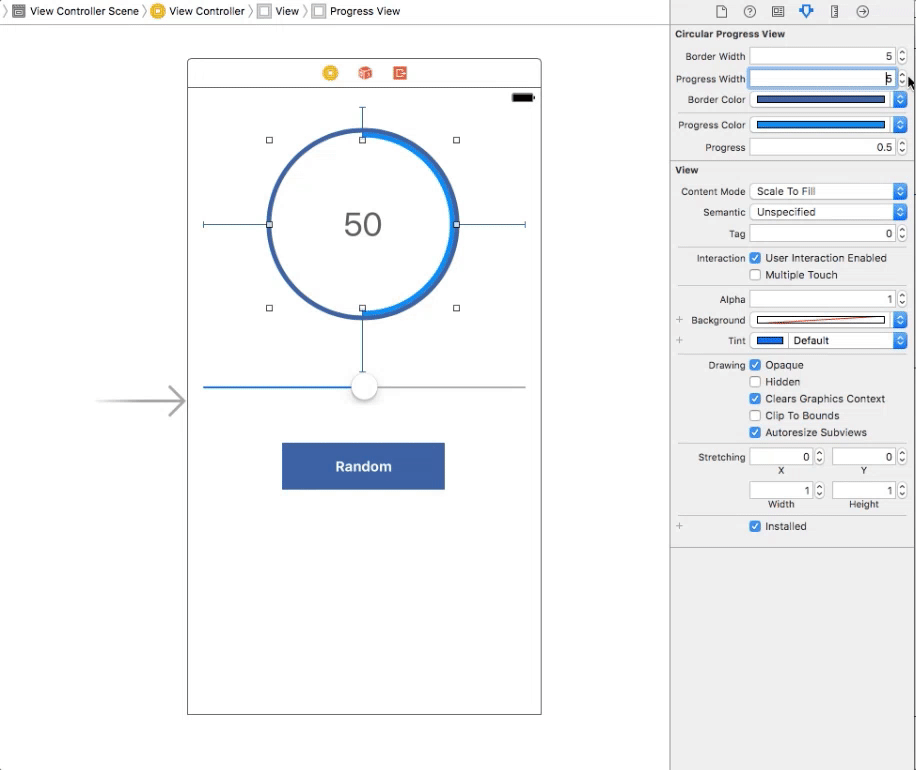 View Controller Scene View Controller View Progress View
50
Random
Circular Progress View
Border Width 5
Progress Width 5
Border Color
Progress Color
Progress 0.5
View
Content Mode Scale To Fill
Semantic Unspecified
Tag 0
Interaction User Interaction Enabled
Multiple Touch
Alpha 1
+ Background
+ Tint Default
Drawing Opaque
Hidden
Clears Graphics Context
Clip To Bounds
Autoresize Subviews
Stretching 0 0
X Y
1 1
Width Height
+ Installed